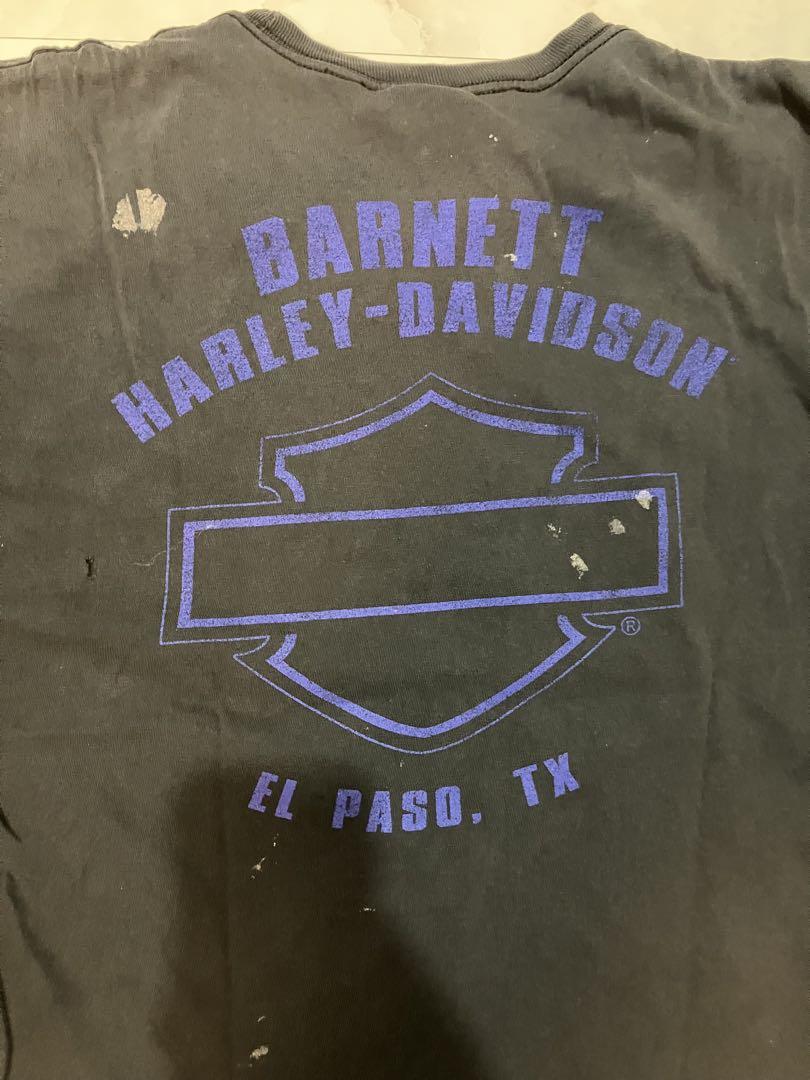 BARNETT
HARLEY-DAVIDSON
®
EL PASO, TX